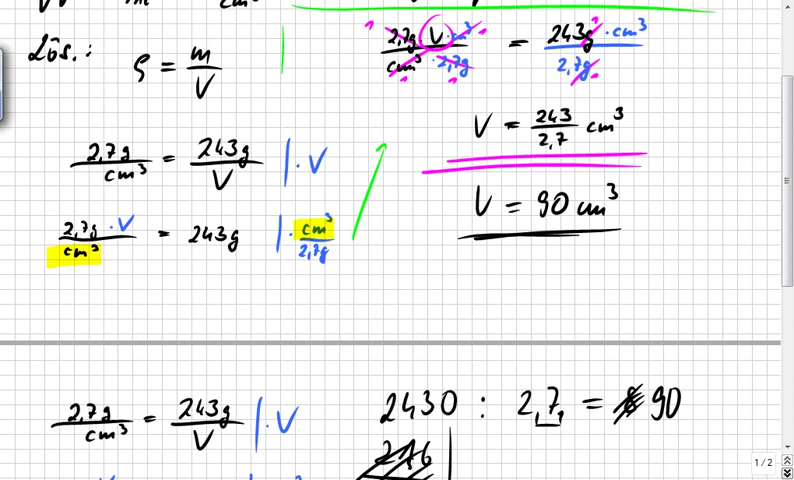 cm³
Lös.:
ρ = m/V
2,7g · V · cm³ / cm³ · 2,7g = 243g · cm³ / 2,7g
2,7g / cm³ = 243g / V | · V
V = 243/2,7 cm³
2,7g · V / cm³ = 243g | · cm³ / 2,7g
V = 90 cm³
2,7g / cm³ = 243g / V | · V
2430 : 2,7, = 90
1 / 2